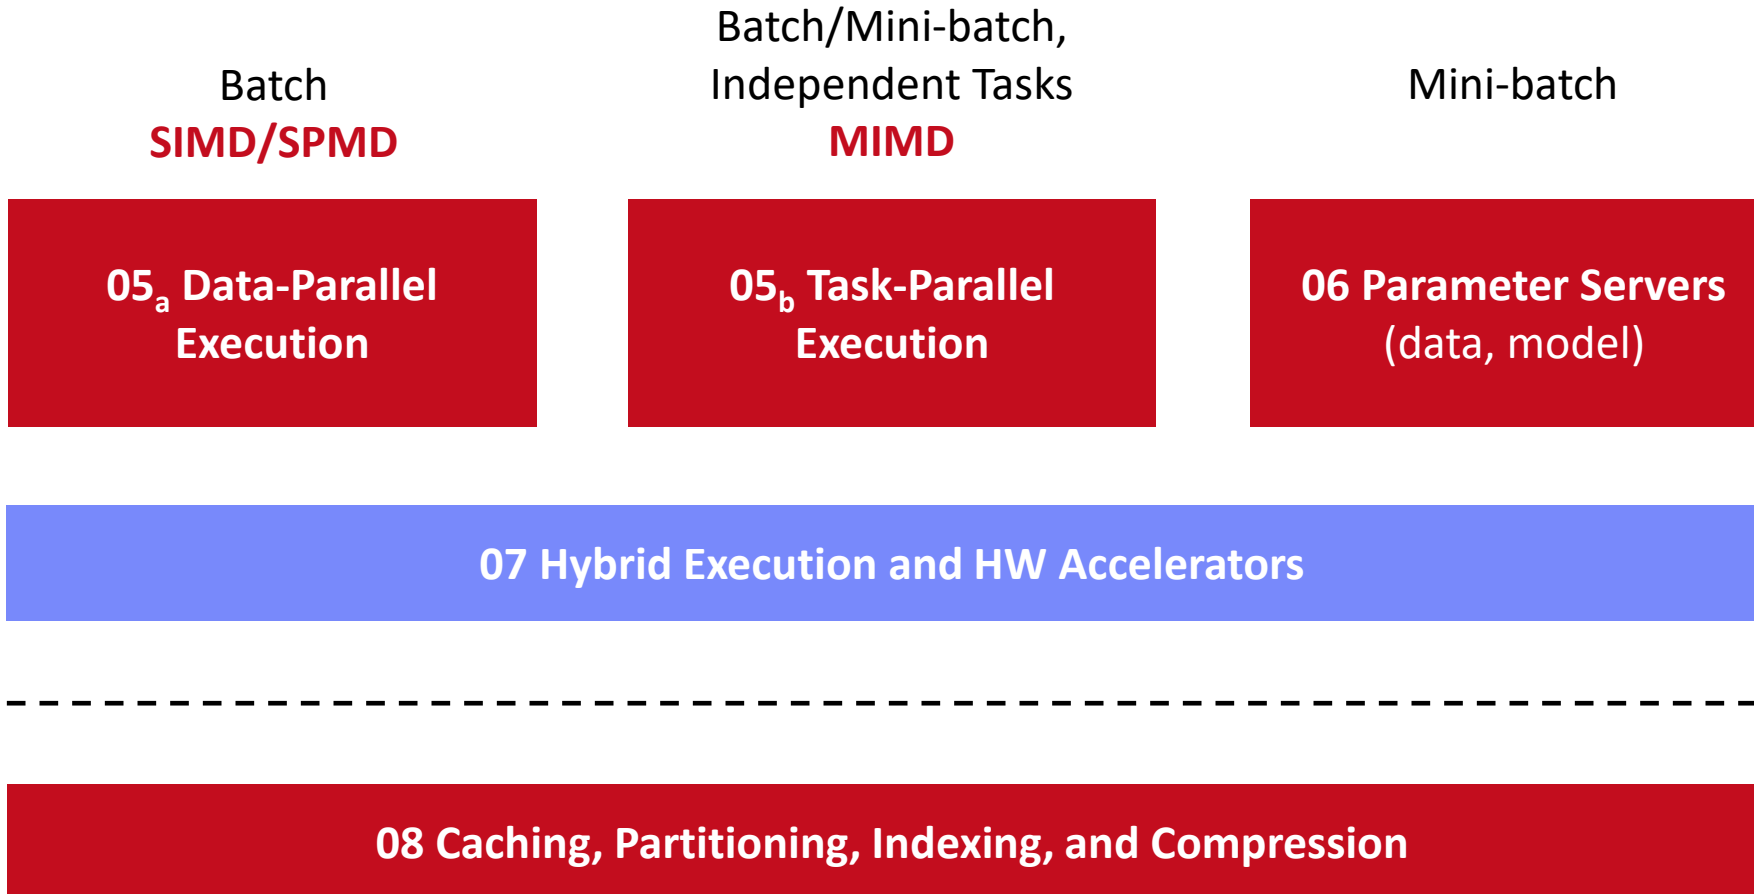 Batch
SIMD/SPMD
Batch/Mini-batch,
Independent Tasks
MIMD
Mini-batch
05a Data-Parallel
Execution
05b Task-Parallel
Execution
06 Parameter Servers
(data, model)
07 Hybrid Execution and HW Accelerators
08 Caching, Partitioning, Indexing, and Compression